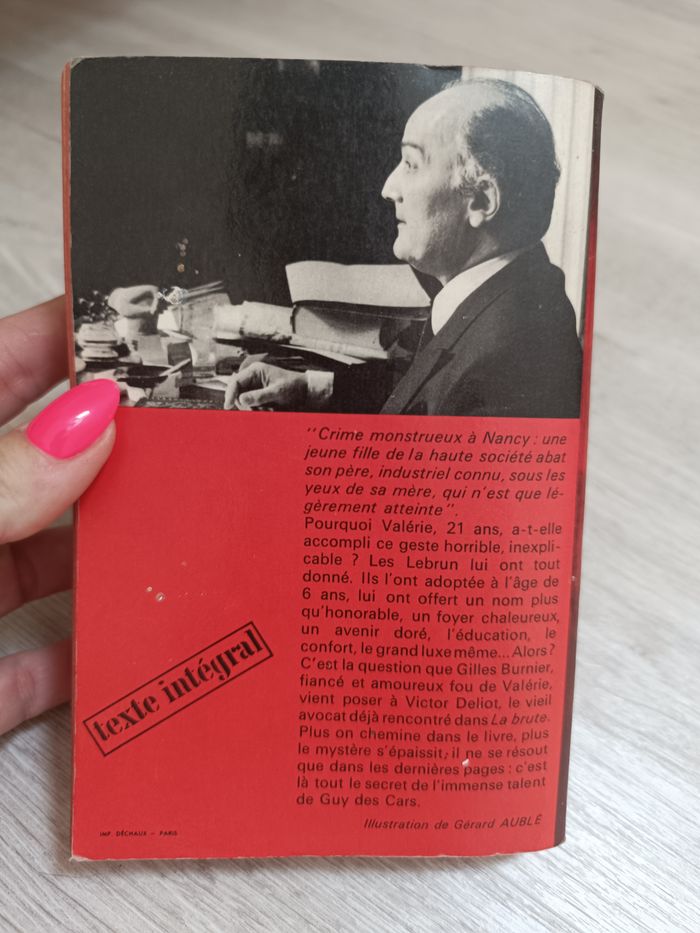 "Crime monstrueux à Nancy : une
jeune fille de la haute société abat
son père, industriel connu, sous les
yeux de sa mère, qui n'est que lé-
gèrement atteinte".
Pourquoi Valérie, 21 ans, a-t-elle
accompli ce geste horrible, inexpli-
cable ? Les Lebrun lui ont tout
donné. Ils l'ont adoptée à l'âge de
6 ans, lui ont offert un nom plus
qu'honorable, un foyer chaleureux,
un avenir doré, l'éducation, le
confort, le grand luxe même... Alors?
C'est la question que Gilles Burnier,
fiancé et amoureux fou de Valérie,
vient poser à Victor Deliot, le vieil
avocat déjà rencontré dans La brute.
Plus on chemine dans le livre, plus
le mystère s'épaissit; il ne se résout
que dans les dernières pages : c'est
là tout le secret de l'immense talent
de Guy des Cars.
Illustration de Gérard AUBLÉ
texte intégral
IMP. DÉCHAUX — PARIS